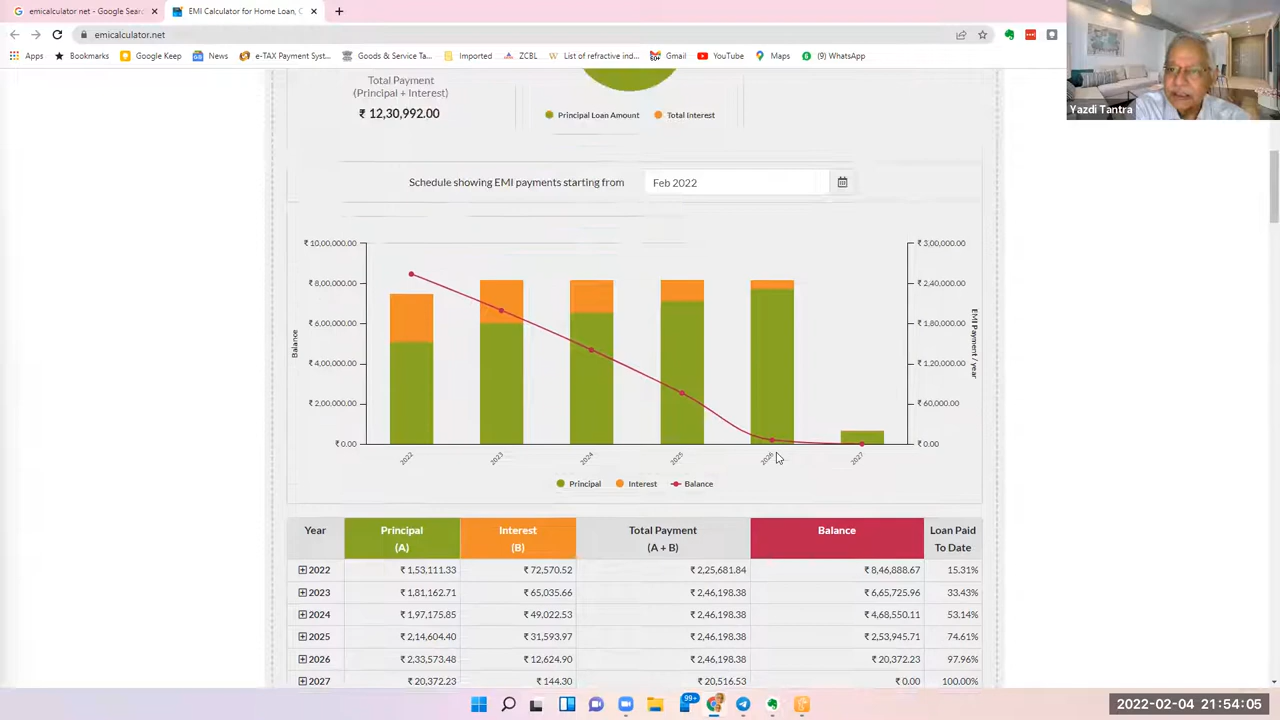 emicalculator net - Google Sear
EMI Calculator for Home Loan, C
emicalculator.net
Apps
Bookmarks
Google Keep
News
e-TAX Payment Syst...
Goods & Service Ta...
Imported
ZCBL
List of refractive ind...
Gmail
YouTube
Maps
(9) WhatsApp
Yazdi Tantra
Total Payment
(Principal + Interest)
₹ 12,30,992.00
Principal Loan Amount
Total Interest
Schedule showing EMI payments starting from
Feb 2022
₹ 10,00,000.00
₹ 8,00,000.00
₹ 6,00,000.00
₹ 4,00,000.00
₹ 2,00,000.00
₹ 0.00
Balance
₹ 3,00,000.00
₹ 2,40,000.00
₹ 1,80,000.00
₹ 1,20,000.00
₹ 60,000.00
₹ 0.00
EMI Payment / year
2022
2023
2024
2025
2026
2027
Principal
Interest
Balance
Year Principal (A) Interest (B) Total Payment (A + B) Balance Loan Paid To Date
2022 ₹ 1,53,111.33 ₹ 72,570.52 ₹ 2,25,681.84 ₹ 8,46,888.67 15.31%
2023 ₹ 1,81,162.71 ₹ 65,035.66 ₹ 2,46,198.38 ₹ 6,65,725.96 33.43%
2024 ₹ 1,97,175.85 ₹ 49,022.53 ₹ 2,46,198.38 ₹ 4,68,550.11 53.14%
2025 ₹ 2,14,604.40 ₹ 31,593.97 ₹ 2,46,198.38 ₹ 2,53,945.71 74.61%
2026 ₹ 2,33,573.48 ₹ 12,624.90 ₹ 2,46,198.38 ₹ 20,372.23 97.96%
2027 ₹ 20,372.23 ₹ 144.30 ₹ 20,516.53 ₹ 0.00 100.00%
99+
2022-02-04 21:54:05